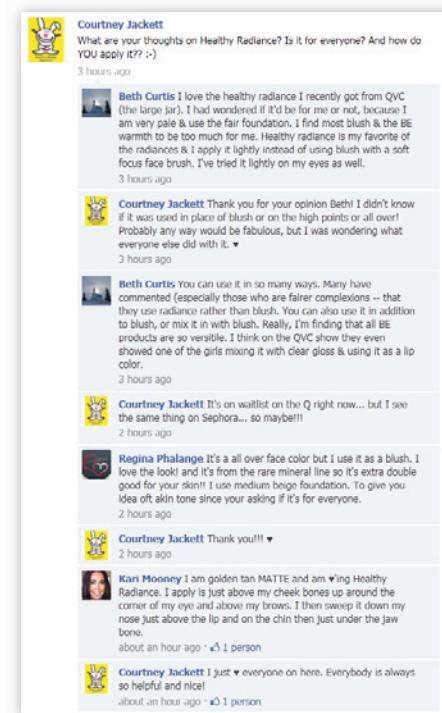 Courtney Jackett
What are your thoughts on Healthy Radiance? Is it for everyone? And how do
YOU apply it?? :-)
3 hours ago
Beth Curtis I love the healthy radiance I recently got from QVC
(the large jar). I had wondered if it'd be for me or not, because I
am very pale & use the fair foundation. I find most blush & the BE
warmth to be too much for me. Healthy radiance is my favorite of
the radiances & I apply it lightly instead of using blush with a soft
focus face brush. I've tried it lightly on my eyes as well.
3 hours ago
Courtney Jackett Thank you for your opinion Beth! I didn't know
if it was used in place of blush or on the high points or all over!
Probably any way would be fabulous, but I was wondering what
everyone else did with it. ♥
3 hours ago
Beth Curtis You can use it in so many ways. Many have
commented (especially those who are fairer complexions -- that
they use radiance rather than blush. You can also use it in addition
to blush, or mix it in with blush. Really, I'm finding that all BE
products are so versitile. I think on the QVC show they even
showed one of the girls mixing it with clear gloss & using it as a lip
color.
3 hours ago
Courtney Jackett It's on waitlist on the Q right now... but I see
the same thing on Sephora... so maybe!!!
2 hours ago
Regina Phalange It's a all over face color but I use it as a blush. I
love the look! and it's from the rare mineral line so it's extra double
good for your skin!! I use medium beige foundation. To give you
idea oft akin tone since your asking if it's for everyone.
2 hours ago
Courtney Jackett Thank you!!! ♥
2 hours ago
Kari Mooney I am golden tan MATTE and am ♥'ing Healthy
Radiance. I apply is just above my cheek bones up around the
corner of my eye and above my brows. I then sweep it down my
nose just above the lip and on the chin then just under the jaw
bone.
about an hour ago · 1 person
Courtney Jackett I just ♥ everyone on here. Everybody is always
so helpful and nice!
about an hour ago · 1 person